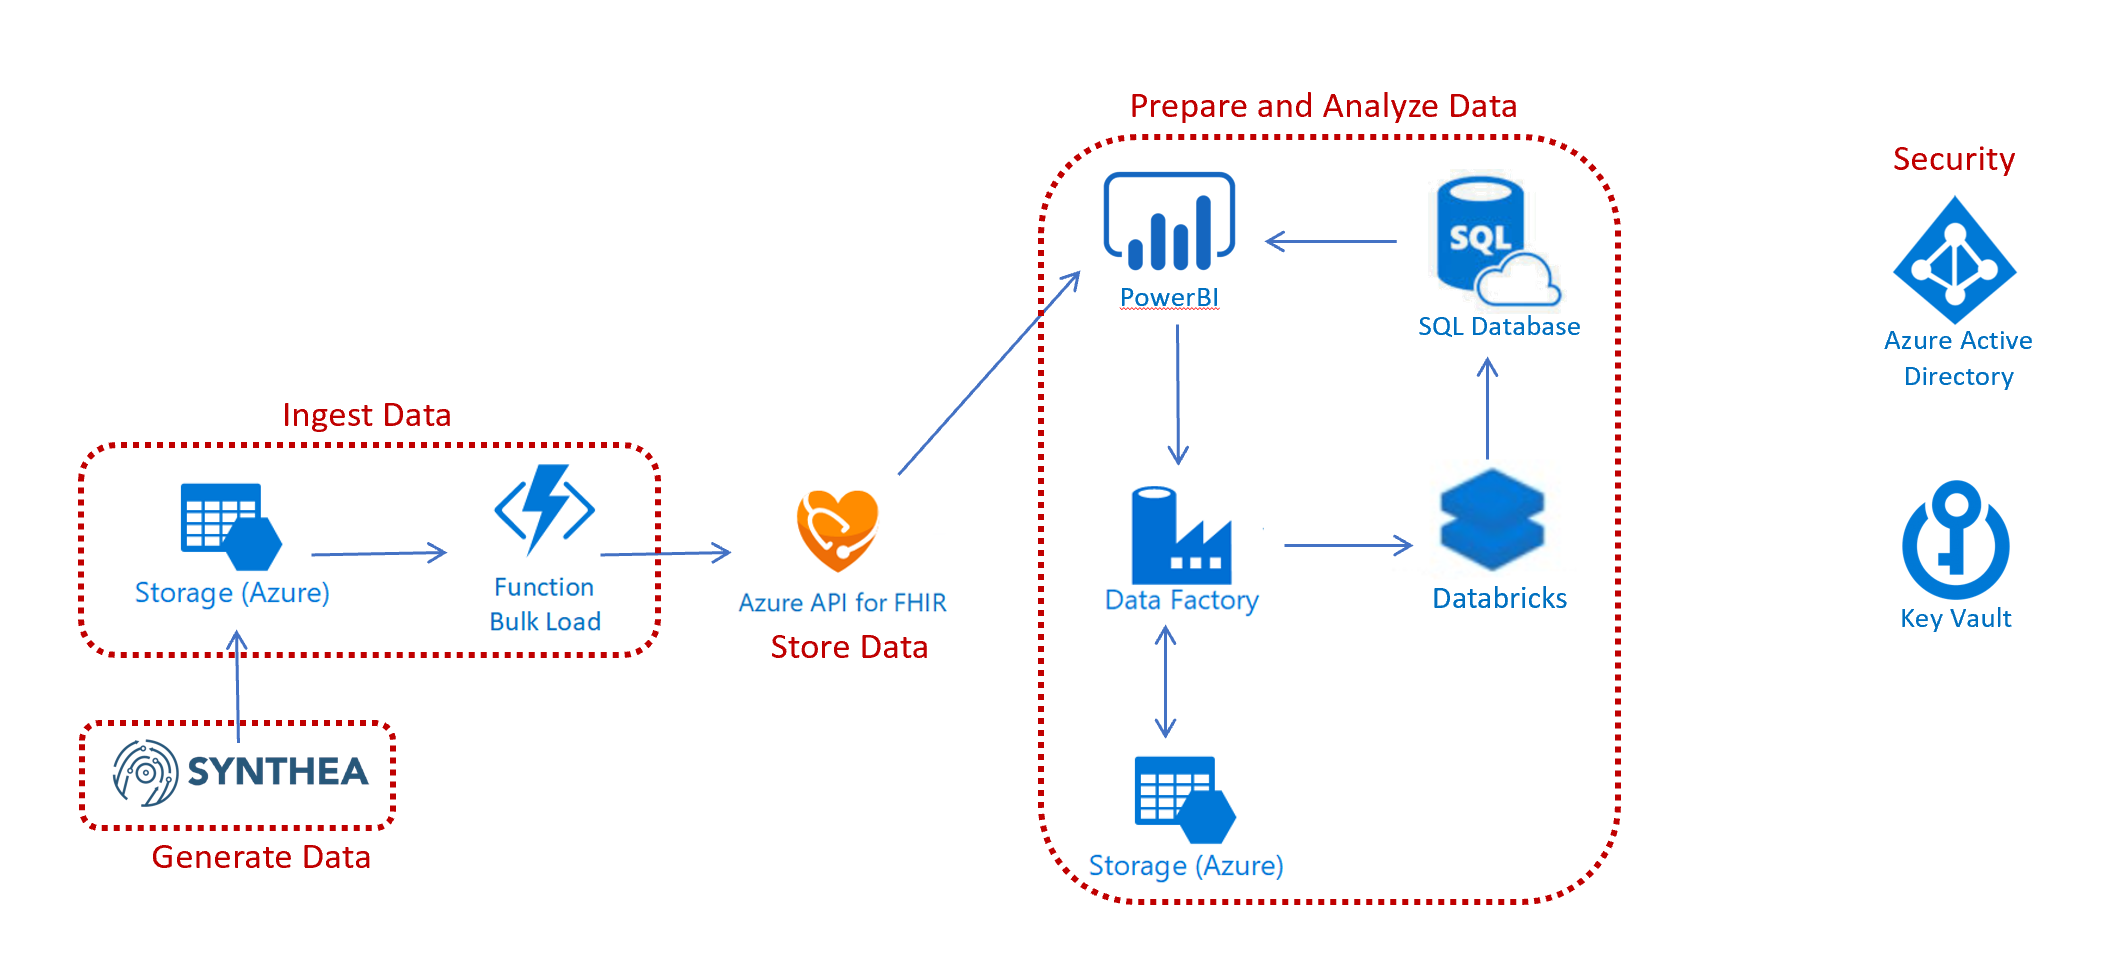 Prepare and Analyze Data
Security
SQL
PowerBI
SQL Database
Azure Active
Directory
Ingest Data
Function
Bulk Load
Storage (Azure)
Azure API for FHIR
Store Data
Data Factory
Databricks
Key Vault
SYNTHEA
Generate Data
Storage (Azure)